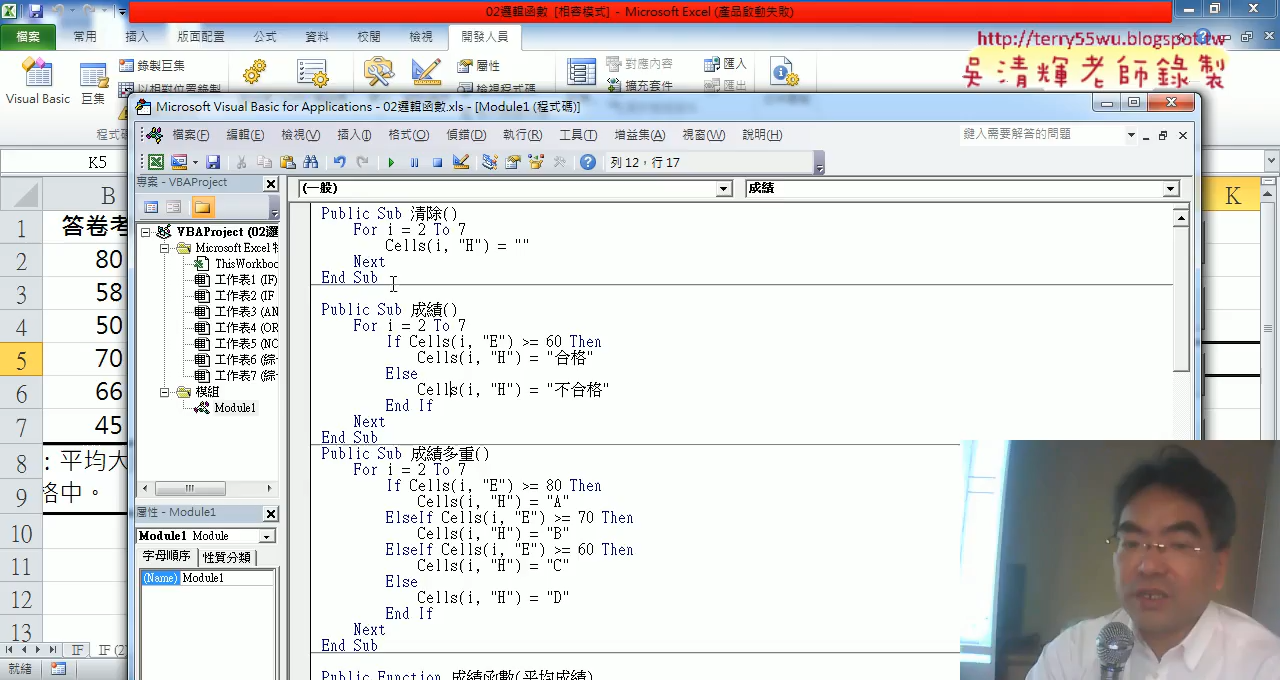 02邏輯函數 [相容模式] - Microsoft Excel (產品啟動失敗)
檔案 常用 插入 版面配置 公式 資料 校閱 檢視 開發人員
http://terry55wu.blogspot.tw
吳清輝老師錄製
Visual Basic 巨集 錄製巨集 屬性 對應內容 匯入
以相對位置錄製 檢視程式碼 擴充套件 匯出
Microsoft Visual Basic for Applications - 02邏輯函數.xls - [Module1 (程式碼)]
檔案(F) 編輯(E) 檢視(V) 插入(I) 格式(O) 偵錯(D) 執行(R) 工具(T) 增益集(A) 視窗(W) 說明(H) 鍵入需要解答的問題
列 12，行 17
K5
專案 - VBAProject
(一般) 成績
B K
1 答卷考
2 80
3 58
4 50
5 70
6 66
7 45
8 ：平均大
9 格中。
10
11
12
13
VBAProject (02邏
Microsoft Excel 物
ThisWorkboo
工作表1 (IF)
工作表2 (IF
工作表3 (AN
工作表4 (OR
工作表5 (NO
工作表6 (綜
工作表7 (綜
模組
Module1
屬性 - Module1
Module1 Module
字母順序 性質分類
(Name) Module1
Public Sub 清除()
For i = 2 To 7
Cells(i, "H") = ""
Next
End Sub
Public Sub 成績()
For i = 2 To 7
If Cells(i, "E") >= 60 Then
Cells(i, "H") = "合格"
Else
Cells(i, "H") = "不合格"
End If
Next
End Sub
Public Sub 成績多重()
For i = 2 To 7
If Cells(i, "E") >= 80 Then
Cells(i, "H") = "A"
ElseIf Cells(i, "E") >= 70 Then
Cells(i, "H") = "B"
ElseIf Cells(i, "E") >= 60 Then
Cells(i, "H") = "C"
Else
Cells(i, "H") = "D"
End If
Next
End Sub
Public Function 成績函數(平均成績)
IF IF (2)
就緒